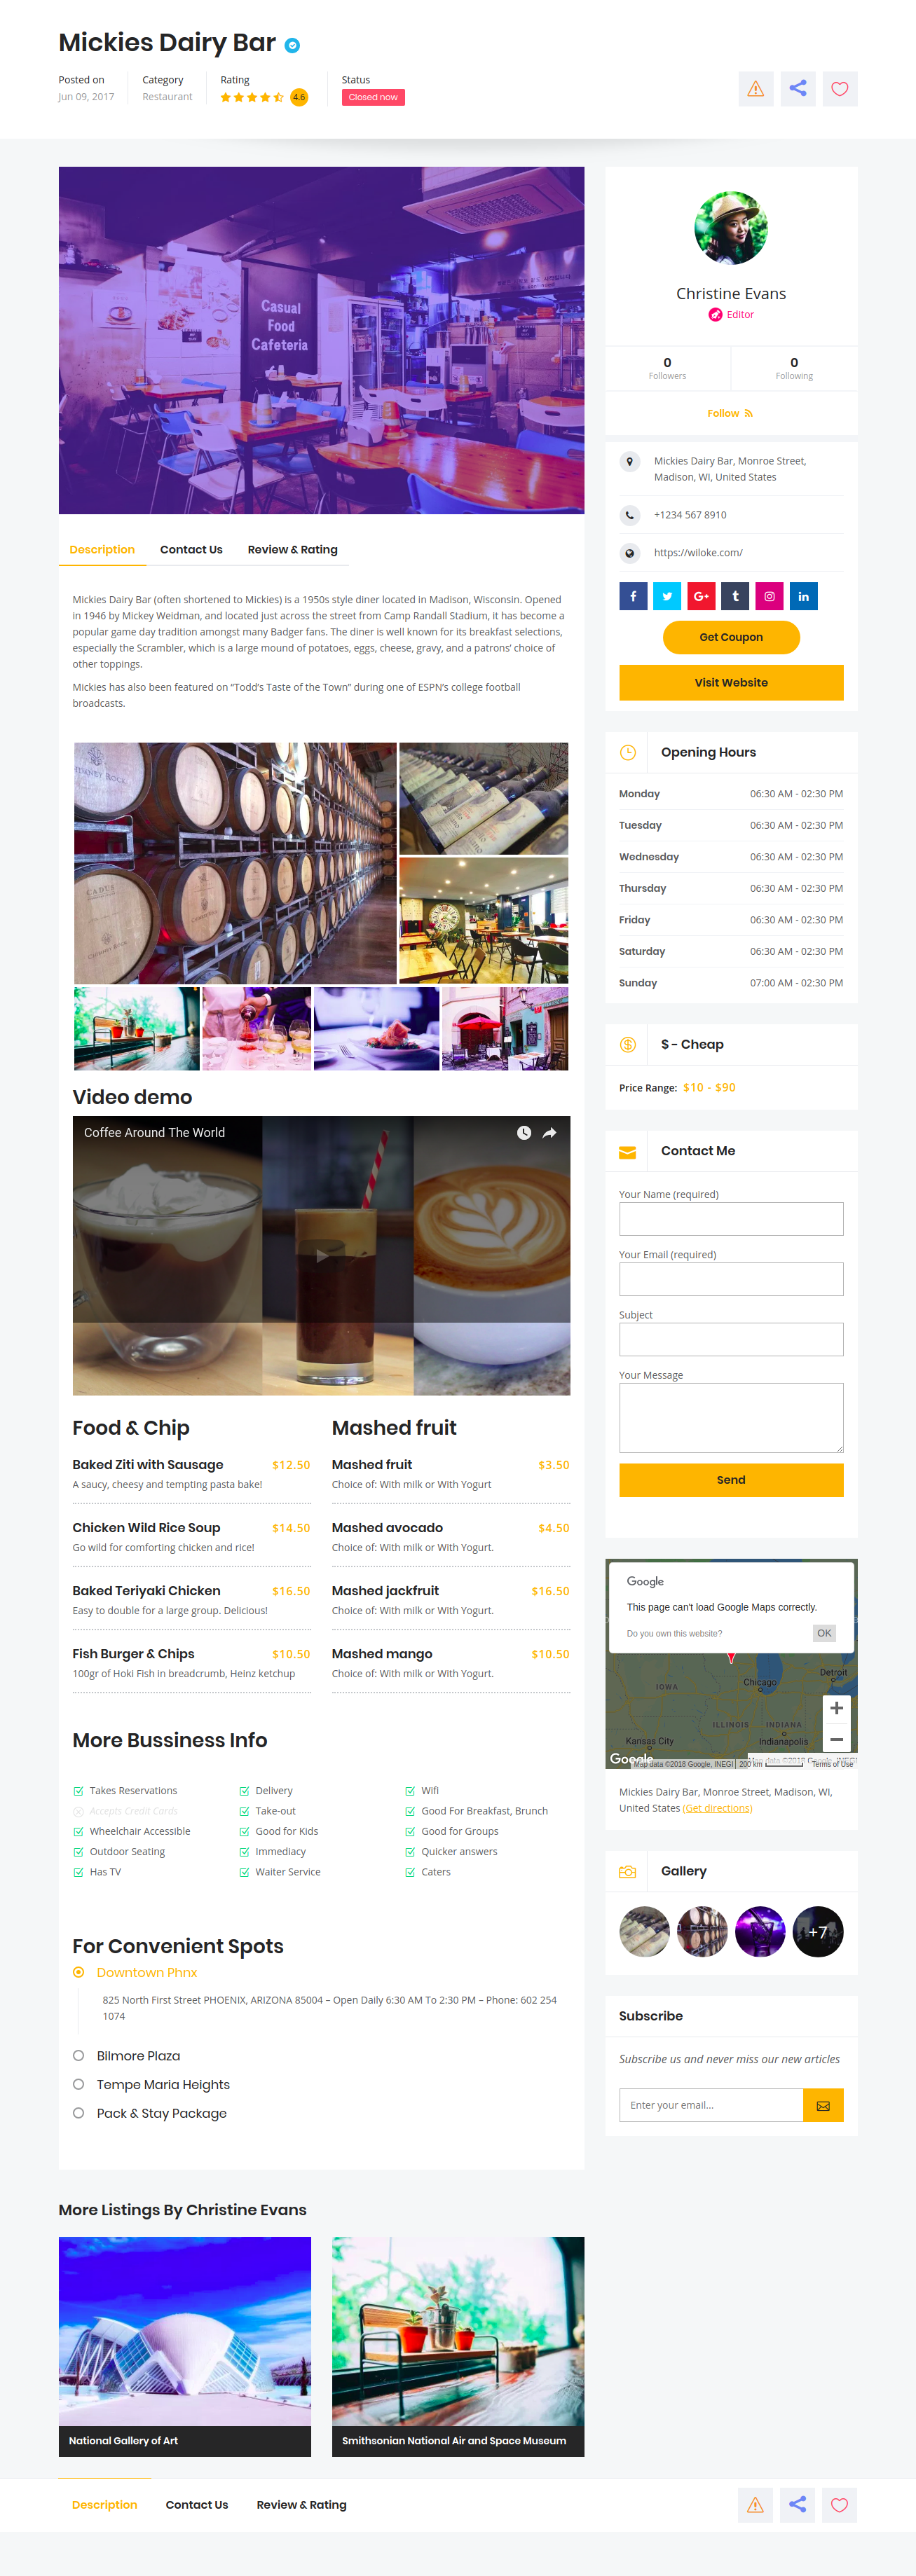 Mickies Dairy Bar
Posted on
Jun 09, 2017
Category
Restaurant
Rating
4.6
Status
Closed now
Casual
Food
Cafeteria
Description Contact Us Review & Rating
Mickies Dairy Bar (often shortened to Mickies) is a 1950s style diner located in Madison, Wisconsin. Opened
in 1946 by Mickey Weidman, and located just across the street from Camp Randall Stadium, it has become a
popular game day tradition amongst many Badger fans. The diner is well known for its breakfast selections,
especially the Scrambler, which is a large mound of potatoes, eggs, cheese, gravy, and a patrons' choice of
other toppings.
Mickies has also been featured on “Todd’s Taste of the Town” during one of ESPN’s college football
broadcasts.
CADUS
Video demo
Coffee Around The World
Food & Chip
Baked Ziti with Sausage $12.50
A saucy, cheesy and tempting pasta bake!
Chicken Wild Rice Soup $14.50
Go wild for comforting chicken and rice!
Baked Teriyaki Chicken $16.50
Easy to double for a large group. Delicious!
Fish Burger & Chips $10.50
100gr of Hoki Fish in breadcrumb, Heinz ketchup
Mashed fruit
Mashed fruit $3.50
Choice of: With milk or With Yogurt
Mashed avocado $4.50
Choice of: With milk or With Yogurt.
Mashed jackfruit $16.50
Choice of: With milk or With Yogurt.
Mashed mango $10.50
Choice of: With milk or With Yogurt.
More Bussiness Info
Takes Reservations
Accepts Credit Cards
Wheelchair Accessible
Outdoor Seating
Has TV
Delivery
Take-out
Good for Kids
Immediacy
Waiter Service
Wifi
Good For Breakfast, Brunch
Good for Groups
Quicker answers
Caters
For Convenient Spots
Downtown Phnx
825 North First Street PHOENIX, ARIZONA 85004 – Open Daily 6:30 AM To 2:30 PM – Phone: 602 254
1074
Bilmore Plaza
Tempe Maria Heights
Pack & Stay Package
More Listings By Christine Evans
National Gallery of Art
Smithsonian National Air and Space Museum
Christine Evans
Editor
0
Followers
0
Following
Follow
Mickies Dairy Bar, Monroe Street,
Madison, WI, United States
+1234 567 8910
https://wiloke.com/
Get Coupon
Visit Website
Opening Hours
Monday 06:30 AM - 02:30 PM
Tuesday 06:30 AM - 02:30 PM
Wednesday 06:30 AM - 02:30 PM
Thursday 06:30 AM - 02:30 PM
Friday 06:30 AM - 02:30 PM
Saturday 06:30 AM - 02:30 PM
Sunday 07:00 AM - 02:30 PM
$ - Cheap
Price Range: $10 - $90
Contact Me
Your Name (required)
Your Email (required)
Subject
Your Message
Send
Google
This page can't load Google Maps correctly.
Do you own this website? OK
IOWA
Chicago
Detroit
ILLINOIS
INDIANA
Kansas City
Indianapolis
Google
Map data ©2018 Google, INEGI 200 km Terms of Use
Mickies Dairy Bar, Monroe Street, Madison, WI,
United States (Get directions)
Gallery
+7
Subscribe
Subscribe us and never miss our new articles
Enter your email...
Description Contact Us Review & Rating